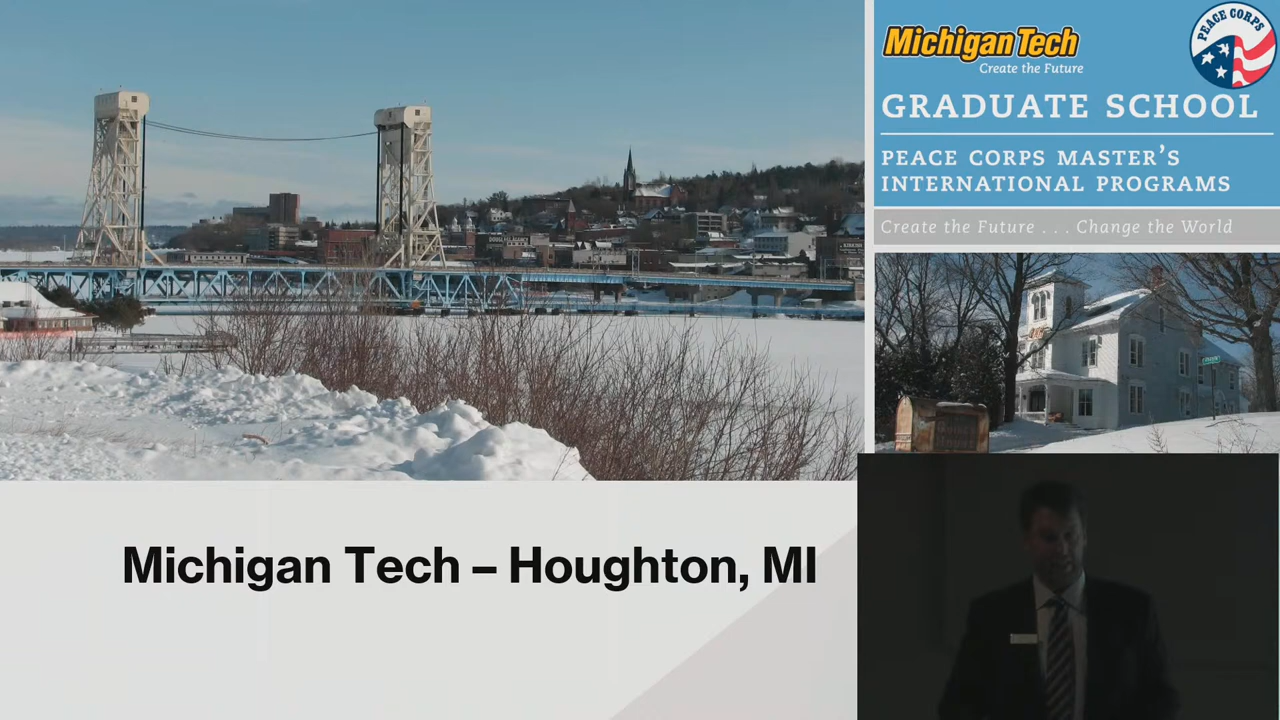 Michigan Tech
Create the Future
PEACE CORPS
GRADUATE SCHOOL
PEACE CORPS MASTER'S
INTERNATIONAL PROGRAMS
Create the Future . . . Change the World
Michigan Tech – Houghton, MI